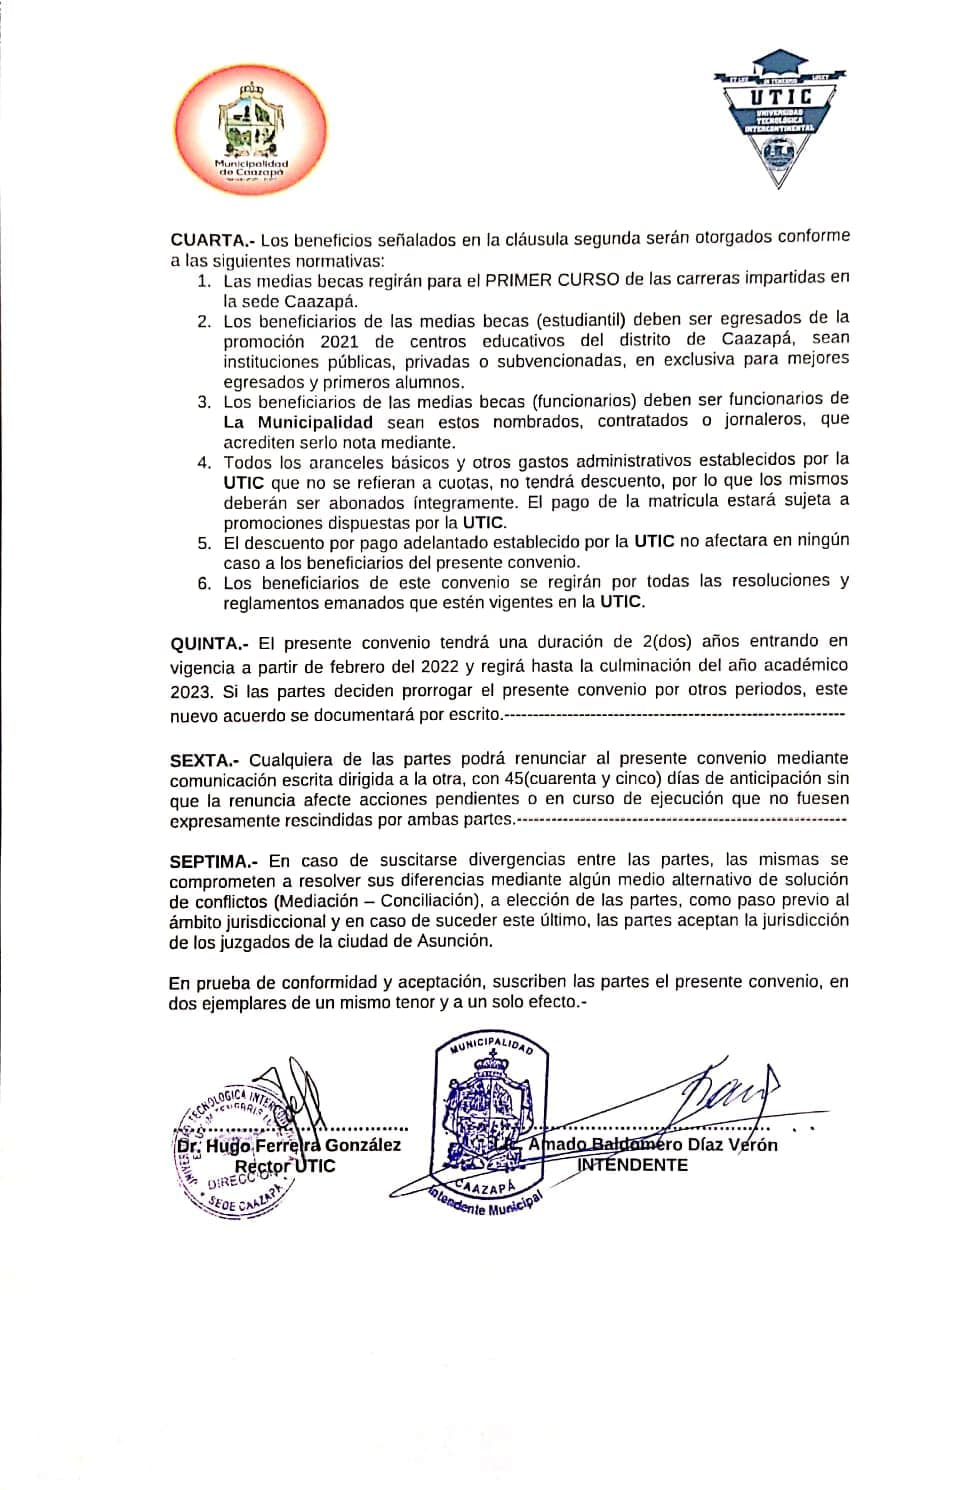 Municipalidad
de Caazapá
UTIC
UNIVERSIDAD
TECNOLÓGICA
INTERCONTINENTAL
CUARTA.- Los beneficios señalados en la cláusula segunda serán otorgados conforme
a las siguientes normativas:
1. Las medias becas regirán para el PRIMER CURSO de las carreras impartidas en
la sede Caazapá.
2. Los beneficiarios de las medias becas (estudiantil) deben ser egresados de la
promoción 2021 de centros educativos del distrito de Caazapá, sean
instituciones públicas, privadas o subvencionadas, en exclusiva para mejores
egresados y primeros alumnos.
3. Los beneficiarios de las medias becas (funcionarios) deben ser funcionarios de
La Municipalidad sean estos nombrados, contratados o jornaleros, que
acrediten serlo nota mediante.
4. Todos los aranceles básicos y otros gastos administrativos establecidos por la
UTIC que no se refieran a cuotas, no tendrá descuento, por lo que los mismos
deberán ser abonados íntegramente. El pago de la matricula estará sujeta a
promociones dispuestas por la UTIC.
5. El descuento por pago adelantado establecido por la UTIC no afectara en ningún
caso a los beneficiarios del presente convenio.
6. Los beneficiarios de este convenio se regirán por todas las resoluciones y
reglamentos emanados que estén vigentes en la UTIC.
QUINTA.- El presente convenio tendrá una duración de 2(dos) años entrando en
vigencia a partir de febrero del 2022 y regirá hasta la culminación del año académico
2023. Si las partes deciden prorrogar el presente convenio por otros periodos, este
nuevo acuerdo se documentará por escrito.------------------------------------------------------------
SEXTA.- Cualquiera de las partes podrá renunciar al presente convenio mediante
comunicación escrita dirigida a la otra, con 45(cuarenta y cinco) días de anticipación sin
que la renuncia afecte acciones pendientes o en curso de ejecución que no fuesen
expresamente rescindidas por ambas partes.----------------------------------------------------------
SEPTIMA.- En caso de suscitarse divergencias entre las partes, las mismas se
comprometen a resolver sus diferencias mediante algún medio alternativo de solución
de conflictos (Mediación – Conciliación), a elección de las partes, como paso previo al
ámbito jurisdiccional y en caso de suceder este último, las partes aceptan la jurisdicción
de los juzgados de la ciudad de Asunción.
En prueba de conformidad y aceptación, suscriben las partes el presente convenio, en
dos ejemplares de un mismo tenor y a un solo efecto.-
MUNICIPALIDAD
CAAZAPÁ
Intendente Municipal
TECNOLÓGICA
DIRECCIÓN
SEDE CAAZAPÁ
Dr. Hugo Ferreira González
Rector UTIC
Amado Baldomero Díaz Verón
INTENDENTE